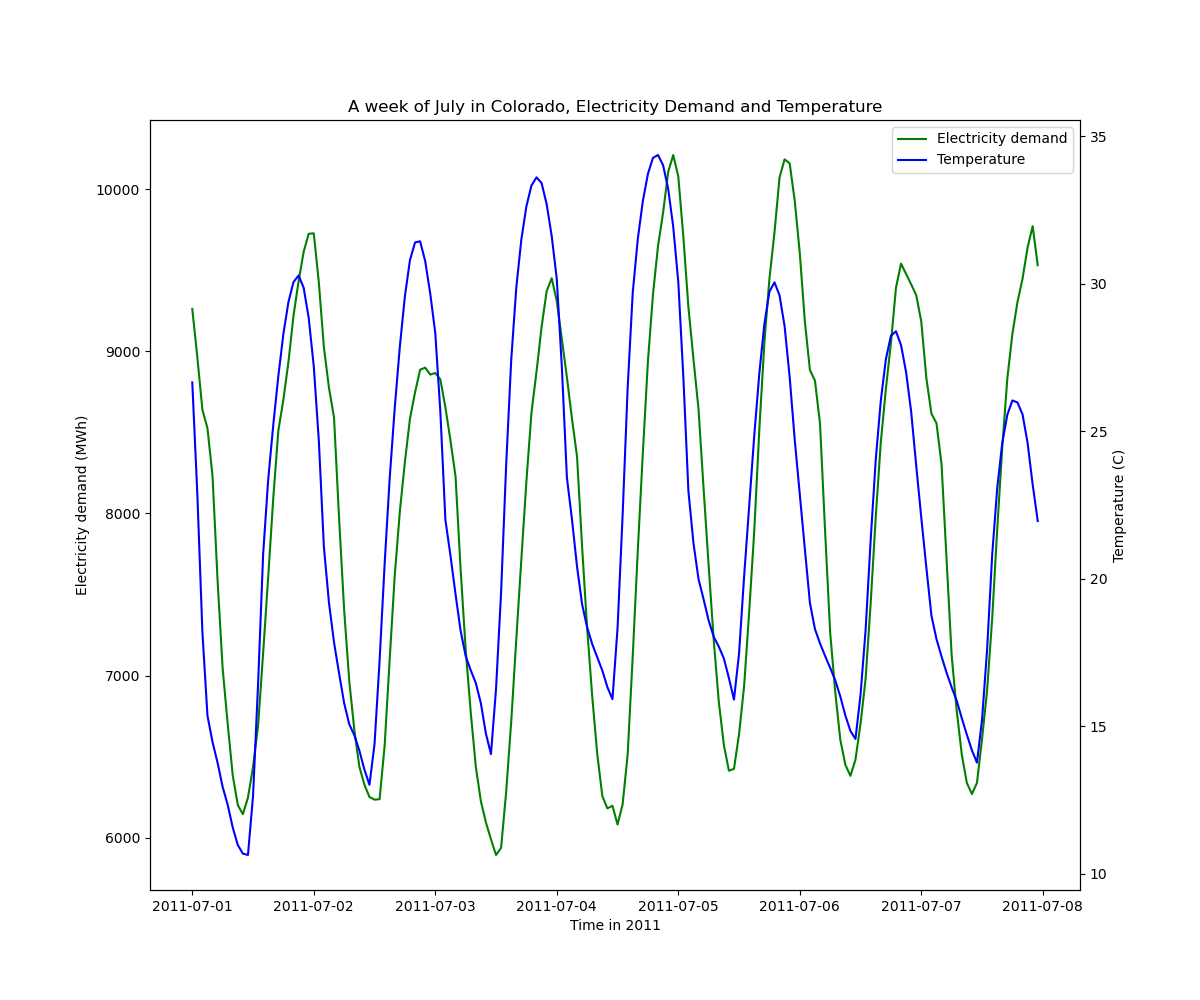 A week of July in Colorado, Electricity Demand and Temperature
Electricity demand
Temperature
Electricity demand (MWh)
10000
9000
8000
7000
6000
35
30
25
20
15
10
Temperature (C)
2011-07-01 2011-07-02 2011-07-03 2011-07-04 2011-07-05 2011-07-06 2011-07-07 2011-07-08
Time in 2011